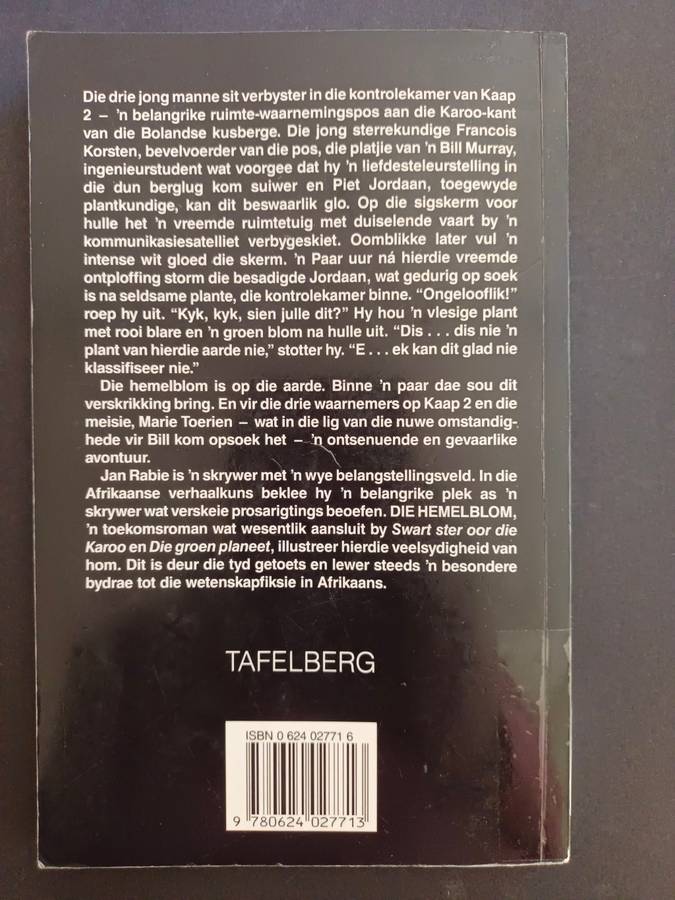 Die drie jong manne sit verbyster in die kontrolekamer van Kaap
2 – 'n belangrike ruimte-waarnemingspos aan die Karoo-kant
van die Bolandse kusberge. Die jong sterrekundige Francois
Korsten, bevelvoerder van die pos, die platjie van 'n Bill Murray,
ingenieurstudent wat voorgee dat hy 'n liefdesteleurstelling in
die dun berglug kom suiwer en Piet Jordaan, toegewyde
plantkundige, kan dit beswaarlik glo. Op die sigskerm voor
hulle het 'n vreemde ruimtetuig met duiselende vaart by 'n
kommunikasiesatelliet verbygeskiet. Oomblikke later vul 'n
intense wit gloed die skerm. 'n Paar uur ná hierdie vreemde
ontploffing storm die besadigde Jordaan, wat gedurig op soek
is na seldsame plante, die kontrolekamer binne. “Ongelooflik!”
roep hy uit. “Kyk, kyk, sien julle dit?” Hy hou 'n vlesige plant
met rooi blare en 'n groen blom na hulle uit. “Dis . . . dis nie 'n
plant van hierdie aarde nie,” stotter hy. “E . . . ek kan dit glad nie
klassifiseer nie.”
Die hemelblom is op die aarde. Binne 'n paar dae sou dit
verskrikking bring. En vir die drie waarnemers op Kaap 2 en die
meisie, Marie Toerien – wat in die lig van die nuwe omstandig-
hede vir Bill kom opsoek het – 'n ontsenuende en gevaarlike
avontuur.
Jan Rabie is 'n skrywer met 'n wye belangstellingsveld. In die
Afrikaanse verhaalkuns beklee hy 'n belangrike plek as 'n
skrywer wat verskeie prosarigtings beoefen. DIE HEMELBLOM,
'n toekomsroman wat wesentlik aansluit by Swart ster oor die
Karoo en Die groen planeet, illustreer hierdie veelsydigheid van
hom. Dit is deur die tyd getoets en lewer steeds 'n besondere
bydrae tot die wetenskapfiksie in Afrikaans.
TAFELBERG
ISBN 0 624 02771 6
9 780624 027713